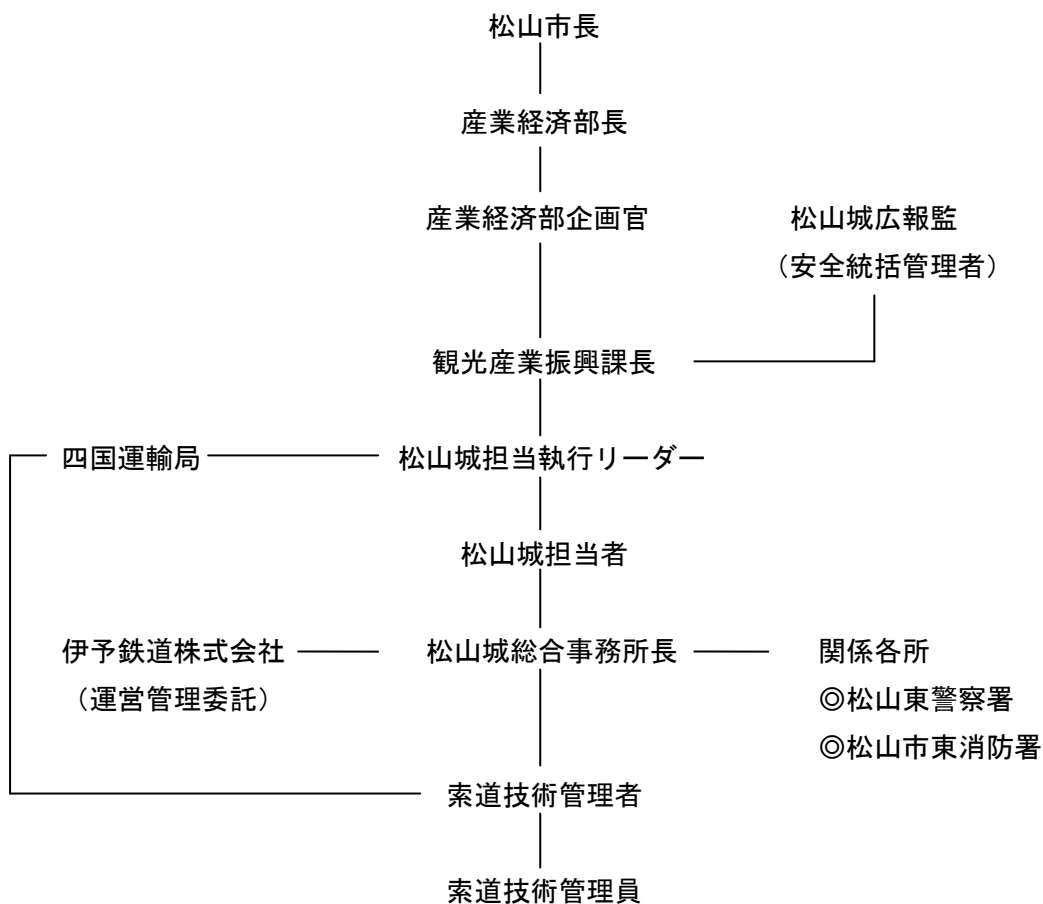 松山市長
産業経済部長
産業経済部企画官
松山城広報監
（安全統括管理者）
観光産業振興課長
四国運輸局
松山城担当執行リーダー
松山城担当者
伊予鉄道株式会社
（運営管理委託）
松山城総合事務所長
関係各所
◎松山東警察署
◎松山市東消防署
索道技術管理者
索道技術管理員